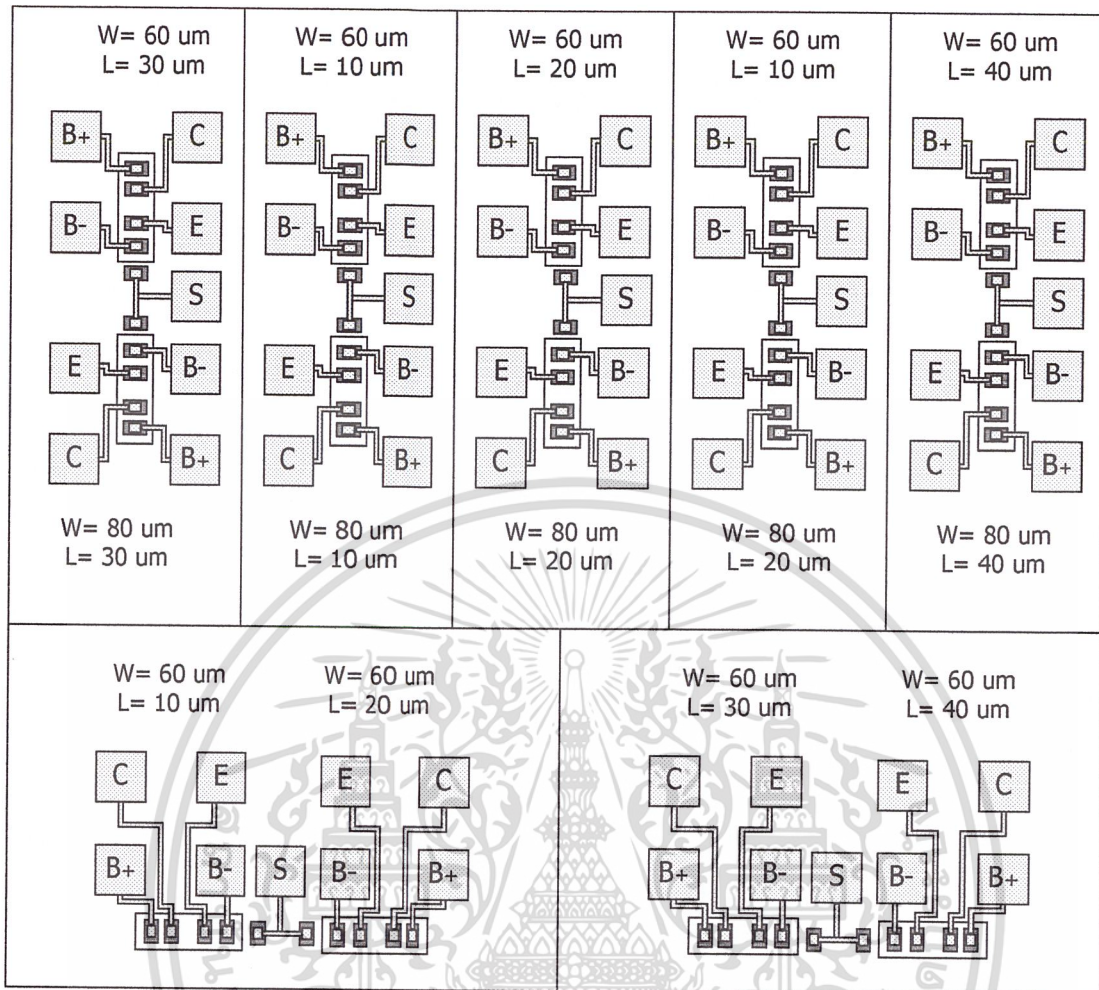 W= 60 um
L= 30 um
B+
C
B-
E
S
E
B-
C
B+
W= 80 um
L= 30 um
W= 60 um
L= 10 um
B+
C
B-
E
S
E
B-
C
B+
W= 80 um
L= 10 um
W= 60 um
L= 20 um
B+
C
B-
E
S
E
B-
C
B+
W= 80 um
L= 20 um
W= 60 um
L= 10 um
B+
C
B-
E
S
E
B-
C
B+
W= 80 um
L= 20 um
W= 60 um
L= 40 um
B+
C
B-
E
S
E
B-
C
B+
W= 80 um
L= 40 um
W= 60 um
L= 10 um
W= 60 um
L= 20 um
C
E
E
C
B+
B-
S
B-
B+
W= 60 um
L= 30 um
W= 60 um
L= 40 um
C
E
E
C
B+
B-
S
B-
B+